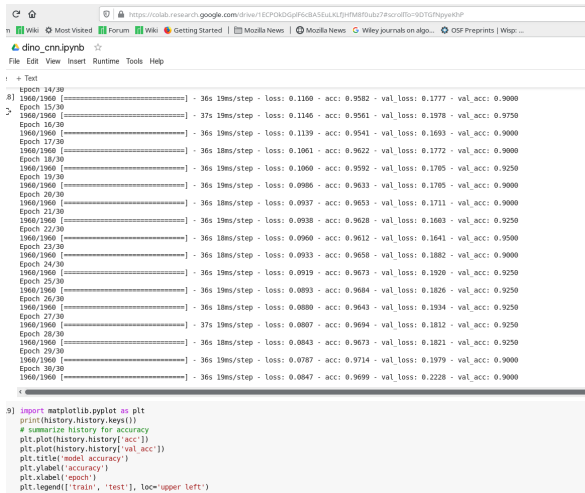 https://colab.research.google.com/drive/1ECPOkDGplF6cBA5EuLKLfJHfM8f0ubz7#scrollTo=9DTGfNpyeKhP
Wiki Most Visited Forum Wiki Getting Started Mozilla News Mozilla News Wiley journals on algo... OSF Preprints | Wisp: ...
dino_cnn.ipynb
File Edit View Insert Runtime Tools Help
+ Text
Epoch 14/30
1960/1960 [==============================] - 36s 19ms/step - loss: 0.1160 - acc: 0.9582 - val_loss: 0.1777 - val_acc: 0.9000
Epoch 15/30
1960/1960 [==============================] - 37s 19ms/step - loss: 0.1146 - acc: 0.9561 - val_loss: 0.1978 - val_acc: 0.9750
Epoch 16/30
1960/1960 [==============================] - 36s 19ms/step - loss: 0.1139 - acc: 0.9541 - val_loss: 0.1693 - val_acc: 0.9000
Epoch 17/30
1960/1960 [==============================] - 36s 18ms/step - loss: 0.1061 - acc: 0.9622 - val_loss: 0.1772 - val_acc: 0.9000
Epoch 18/30
1960/1960 [==============================] - 36s 19ms/step - loss: 0.1060 - acc: 0.9592 - val_loss: 0.1705 - val_acc: 0.9250
Epoch 19/30
1960/1960 [==============================] - 36s 19ms/step - loss: 0.0986 - acc: 0.9633 - val_loss: 0.1705 - val_acc: 0.9000
Epoch 20/30
1960/1960 [==============================] - 36s 18ms/step - loss: 0.0937 - acc: 0.9653 - val_loss: 0.1711 - val_acc: 0.9000
Epoch 21/30
1960/1960 [==============================] - 36s 19ms/step - loss: 0.0938 - acc: 0.9628 - val_loss: 0.1603 - val_acc: 0.9250
Epoch 22/30
1960/1960 [==============================] - 36s 18ms/step - loss: 0.0960 - acc: 0.9612 - val_loss: 0.1641 - val_acc: 0.9500
Epoch 23/30
1960/1960 [==============================] - 36s 18ms/step - loss: 0.0933 - acc: 0.9658 - val_loss: 0.1882 - val_acc: 0.9000
Epoch 24/30
1960/1960 [==============================] - 36s 19ms/step - loss: 0.0919 - acc: 0.9673 - val_loss: 0.1920 - val_acc: 0.9250
Epoch 25/30
1960/1960 [==============================] - 36s 19ms/step - loss: 0.0893 - acc: 0.9684 - val_loss: 0.1826 - val_acc: 0.9250
Epoch 26/30
1960/1960 [==============================] - 36s 18ms/step - loss: 0.0880 - acc: 0.9643 - val_loss: 0.1934 - val_acc: 0.9250
Epoch 27/30
1960/1960 [==============================] - 37s 19ms/step - loss: 0.0807 - acc: 0.9694 - val_loss: 0.1812 - val_acc: 0.9250
Epoch 28/30
1960/1960 [==============================] - 36s 19ms/step - loss: 0.0843 - acc: 0.9673 - val_loss: 0.1821 - val_acc: 0.9250
Epoch 29/30
1960/1960 [==============================] - 36s 19ms/step - loss: 0.0787 - acc: 0.9714 - val_loss: 0.1979 - val_acc: 0.9000
Epoch 30/30
1960/1960 [==============================] - 36s 19ms/step - loss: 0.0847 - acc: 0.9699 - val_loss: 0.2228 - val_acc: 0.9000
import matplotlib.pyplot as plt
print(history.history.keys())
# summarize history for accuracy
plt.plot(history.history['acc'])
plt.plot(history.history['val_acc'])
plt.title('model accuracy')
plt.ylabel('accuracy')
plt.xlabel('epoch')
plt.legend(['train', 'test'], loc='upper left')